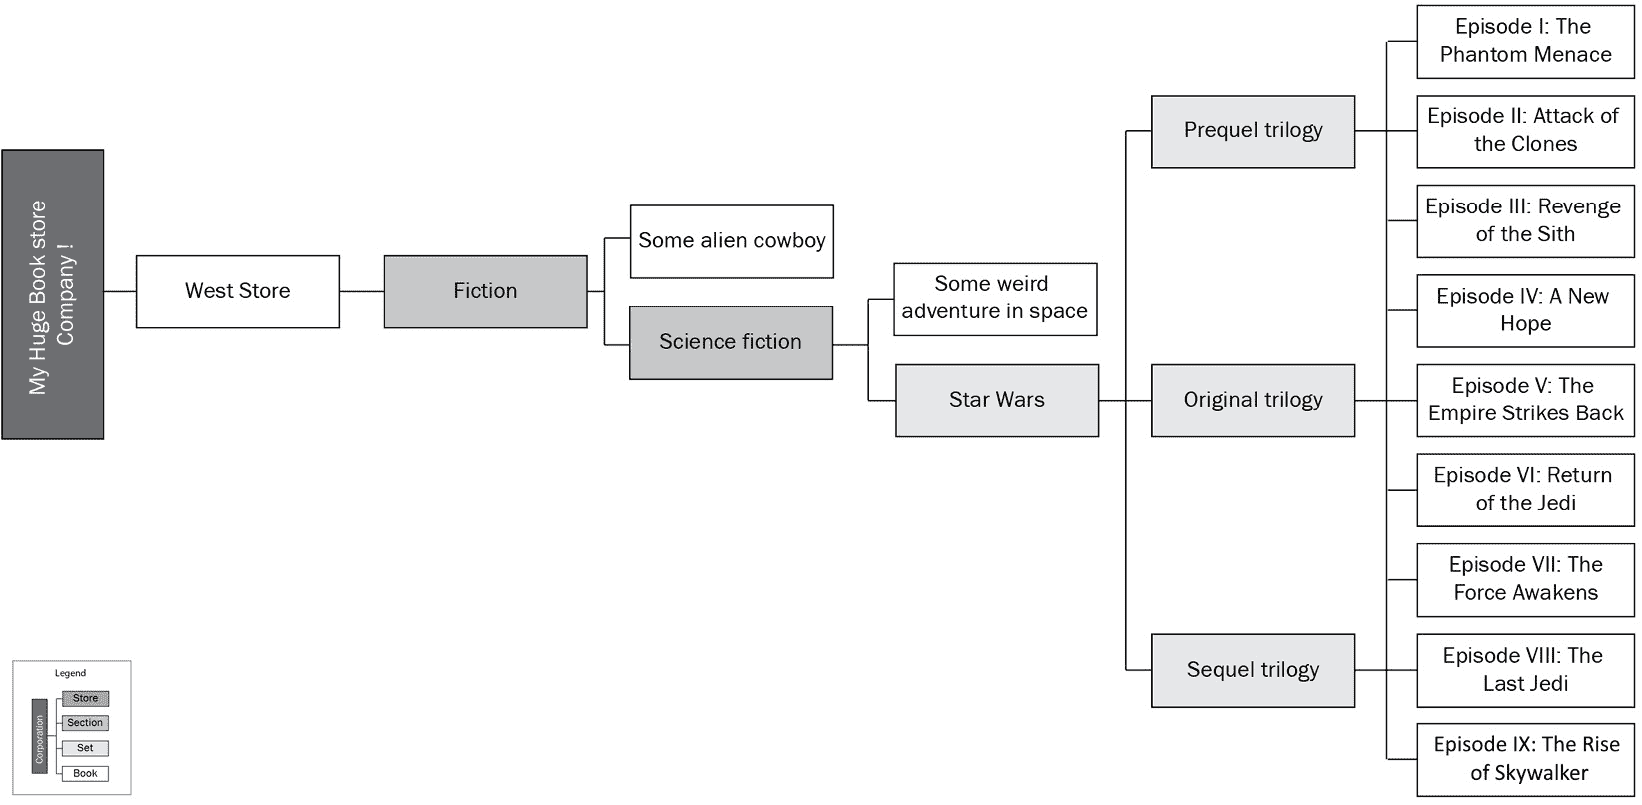 My Huge Book store
Company !
West Store
Fiction
Some alien cowboy
Science fiction
Some weird
adventure in space
Star Wars
Prequel trilogy
Original trilogy
Sequel trilogy
Episode I: The
Phantom Menace
Episode II: Attack of
the Clones
Episode III: Revenge
of the Sith
Episode IV: A New
Hope
Episode V: The
Empire Strikes Back
Episode VI: Return
of the Jedi
Episode VII: The
Force Awakens
Episode VIII: The
Last Jedi
Episode IX: The Rise
of Skywalker
Legend
Corporation
Store
Section
Set
Book